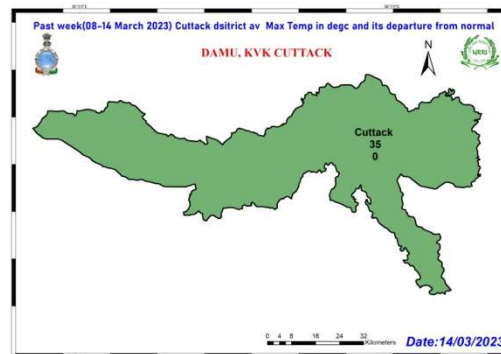 Past week(08-14 March 2023) Cuttack dsitrict av Max Temp in degc and its departure from normal
DAMU, KVK CUTTACK
N
NRRI
Cuttack
35
0
0 4 8 16 24 32
Kilometers
Date:14/03/2023